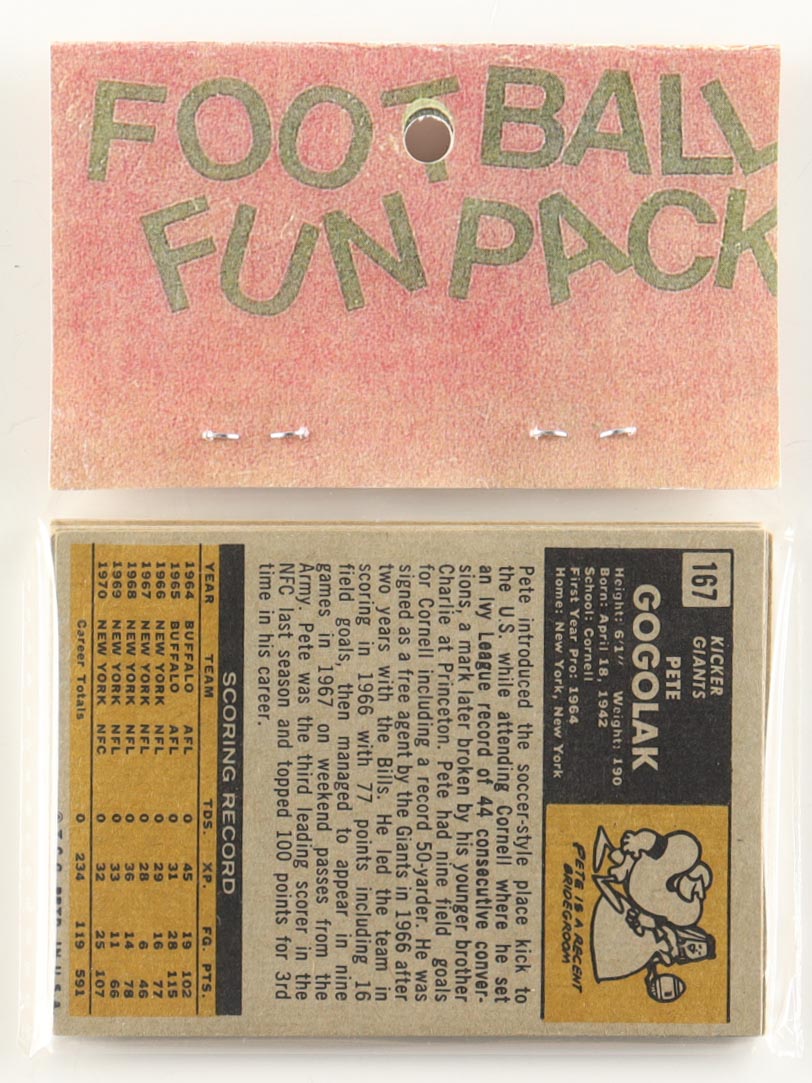 FOOTBALL
FUN PACK
167
KICKER
GIANTS
PETE
GOGOLAK
Height: 6'1" Weight: 190
Born: April 18, 1942
School: Cornell
First Year Pro: 1964
Home: New York, New York
PETE IS A RECENT
BRIDEGROOM
Pete introduced the soccer-style place kick to
the U.S. while attending Cornell where he set
an Ivy League record of 44 consecutive conver-
sions, a mark later broken by his younger brother
Charlie at Princeton. Pete had nine field goals
for Cornell including a record 50-yarder. He was
signed as a free agent by the Giants in 1966 after
two years with the Bills. He led the team in
scoring in 1966 with 77 points including 16
field goals, then managed to appear in nine
games in 1967 on weekend passes from the
Army. Pete was the third leading scorer in the
NFC last season and topped 100 points for 3rd
time in his career.
SCORING RECORD
YEAR TEAM TDS. XP. FG. PTS.
1964 BUFFALO AFL 0 45 19 102
1965 BUFFALO AFL 0 31 28 115
1966 NEW YORK NFL 0 29 16 77
1967 NEW YORK NFL 0 28 6 46
1968 NEW YORK NFL 0 36 14 78
1969 NEW YORK NFL 0 33 11 66
1970 NEW YORK NFC 0 32 25 107
Career Totals 0 234 119 591
© T.C.G. PRTD. IN U.S.A.